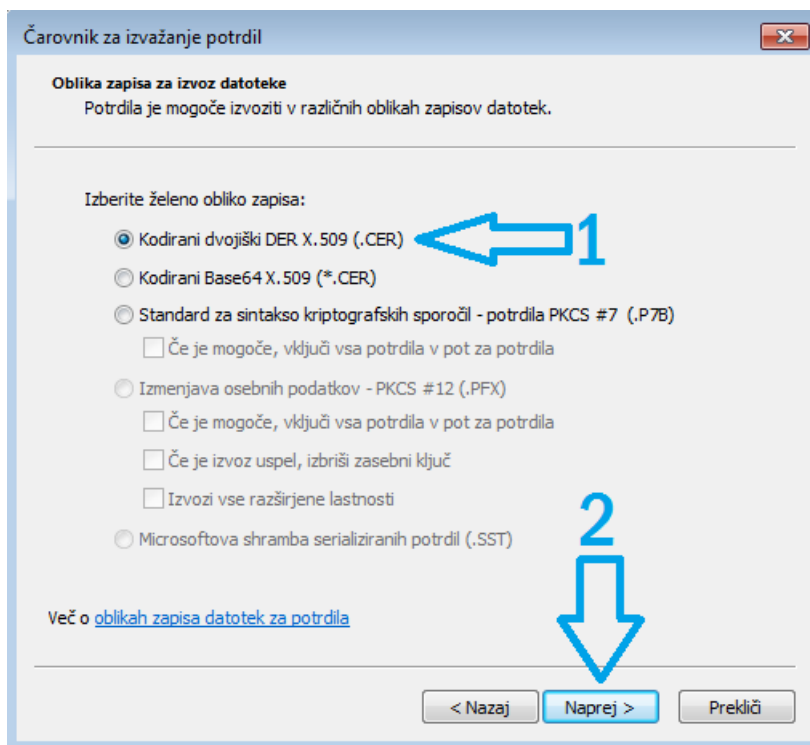 Čarovnik za izvažanje potrdil
Oblika zapisa za izvoz datoteke
Potrdila je mogoče izvoziti v različnih oblikah zapisov datotek.
Izberite želeno obliko zapisa:
Kodirani dvojiški DER X.509 (.CER)
1
Kodirani Base64 X.509 (*.CER)
Standard za sintakso kriptografskih sporočil - potrdila PKCS #7 (.P7B)
Če je mogoče, vključi vsa potrdila v pot za potrdila
Izmenjava osebnih podatkov - PKCS #12 (.PFX)
Če je mogoče, vključi vsa potrdila v pot za potrdila
Če je izvoz uspel, izbriši zasebni ključ
Izvozi vse razširjene lastnosti
Microsoftova shramba serializiranih potrdil (.SST)
2
Več o oblikah zapisa datotek za potrdila
< Nazaj
Naprej >
Prekliči